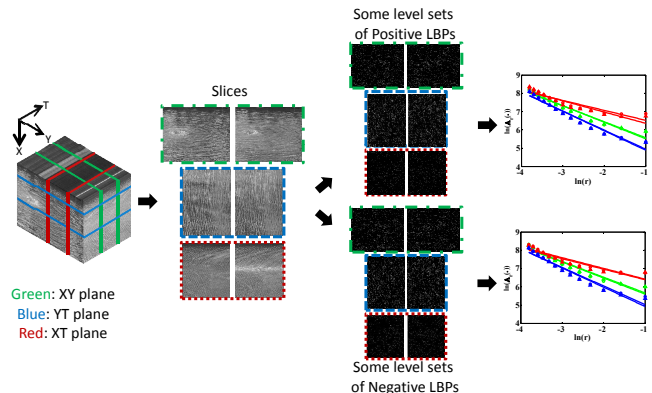 Some level sets
of Positive LBPs
Slices
T
Y
X
Green: XY plane
Blue: YT plane
Red: XT plane
9
8
7
6
5
4
-4
-3
-2
-1
ln(r)
9
8
7
6
5
4
-4
-3
-2
-1
ln(r)
Some level sets
of Negative LBPs